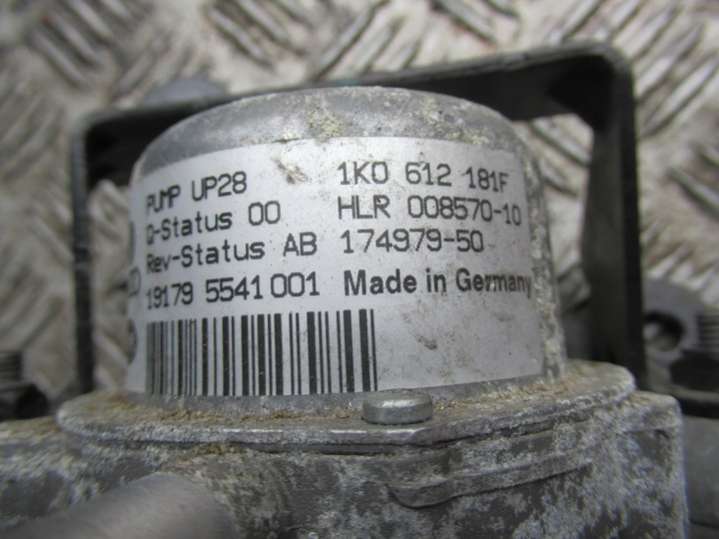 PUMP UP28 1K0 612 181F
Q-Status 00 HLR 008570-10
Rev-Status AB 174979-50
19179 5541 001 Made in Germany